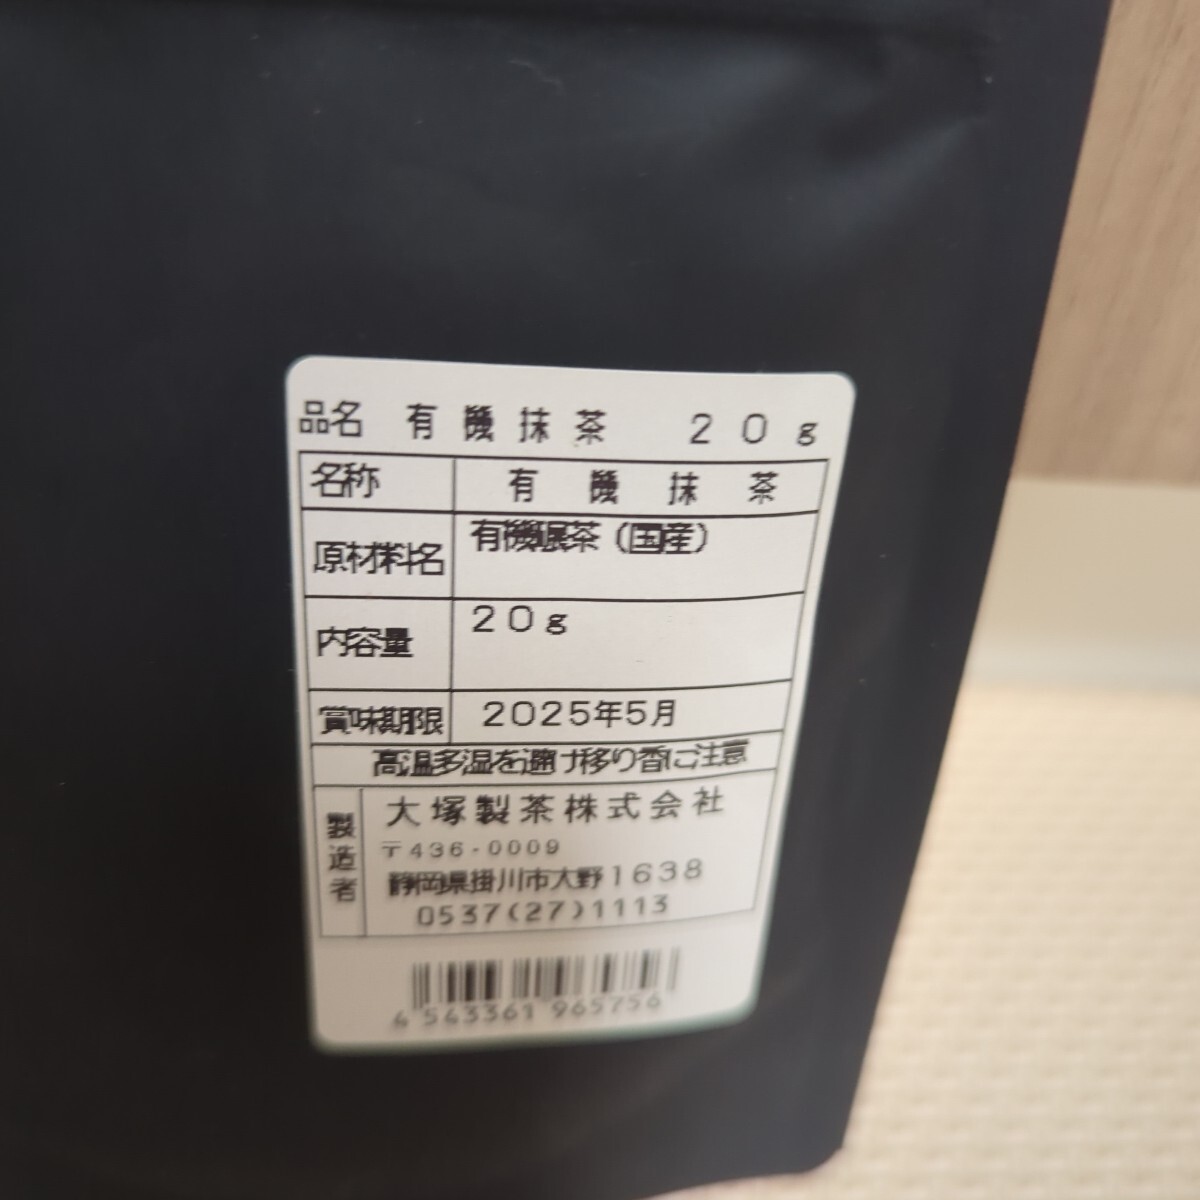 品名 有機抹茶 20g
名称 有機抹茶
原材料名 有機碾茶(国産)
内容量 20g
賞味期限 2025年5月
高温多湿を避け移り香に注意
製造者 大塚製茶株式会社
〒436-0009
静岡県掛川市大野1638
0537(27)1113
4 543361 965756